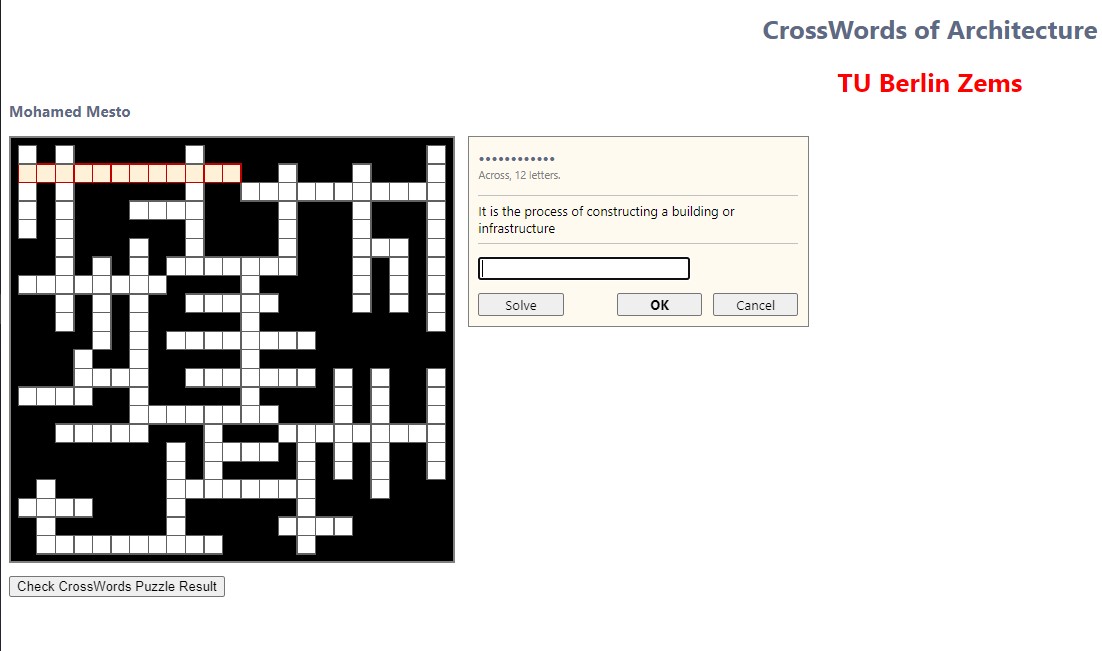 CrossWords of Architecture
TU Berlin Zems
Mohamed Mesto
••••••••••••
Across, 12 letters.
It is the process of constructing a building or
infrastructure
Solve OK Cancel
Check CrossWords Puzzle Result